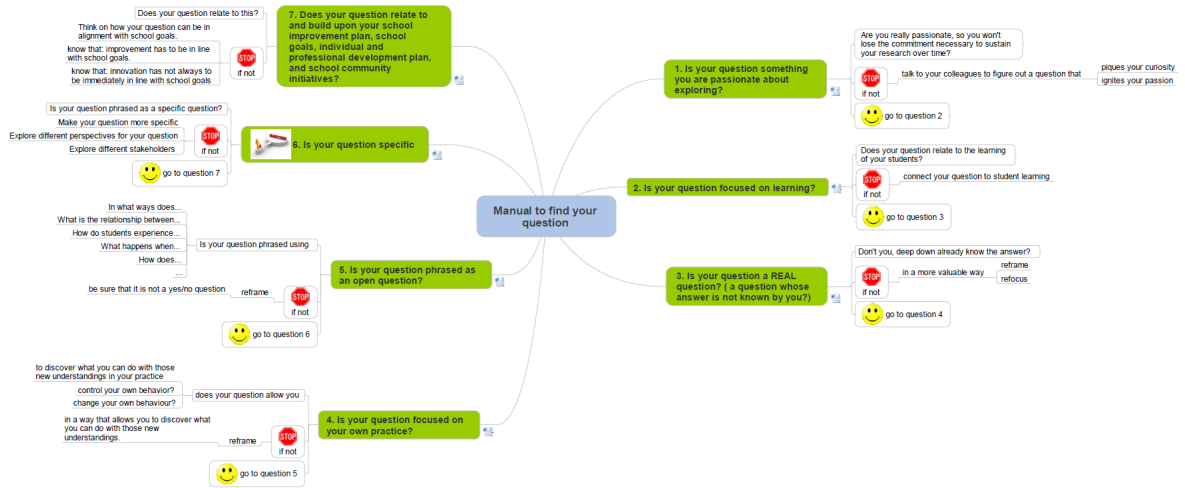 Manual to find your
question
1. Is your question something
you are passionate about
exploring?
Are you really passionate, so you won't
lose the commitment necessary to sustain
your research over time?
STOP
if not
talk to your colleagues to figure out a question that
piques your curiosity
ignites your passion
go to question 2
2. Is your question focused on learning?
Does your question relate to the learning
of your students?
STOP
if not
connect your question to student learning
go to question 3
3. Is your question a REAL
question? ( a question whose
answer is not known by you?)
Don't you, deep down already know the answer?
STOP
if not
in a more valuable way
reframe
refocus
go to question 4
4. Is your question focused on
your own practice?
does your question allow you
to discover what you can do with those
new understandings in your practice
control your own behavior?
change your own behaviour?
STOP
if not
reframe
in a way that allows you to discover what
you can do with those new
understandings.
go to question 5
5. Is your question phrased as
an open question?
Is your question phrased using
In what ways does...
What is the relationship between...
How do students experience...
What happens when...
How does...
...
STOP
if not
reframe
be sure that it is not a yes/no question
go to question 6
6. Is your question specific
Is your question phrased as a specific question?
STOP
if not
Make your question more specific
Explore different perspectives for your question
Explore different stakeholders
go to question 7
7. Does your question relate to
and build upon your school
improvement plan, school
goals, individual and
professional development plan,
and school community
initiatives?
Does your question relate to this?
STOP
if not
Think on how your question can be in
alignment with school goals.
know that: improvement has to be in line
with school goals.
know that: innovation has not always to
be immediately in line with school goals